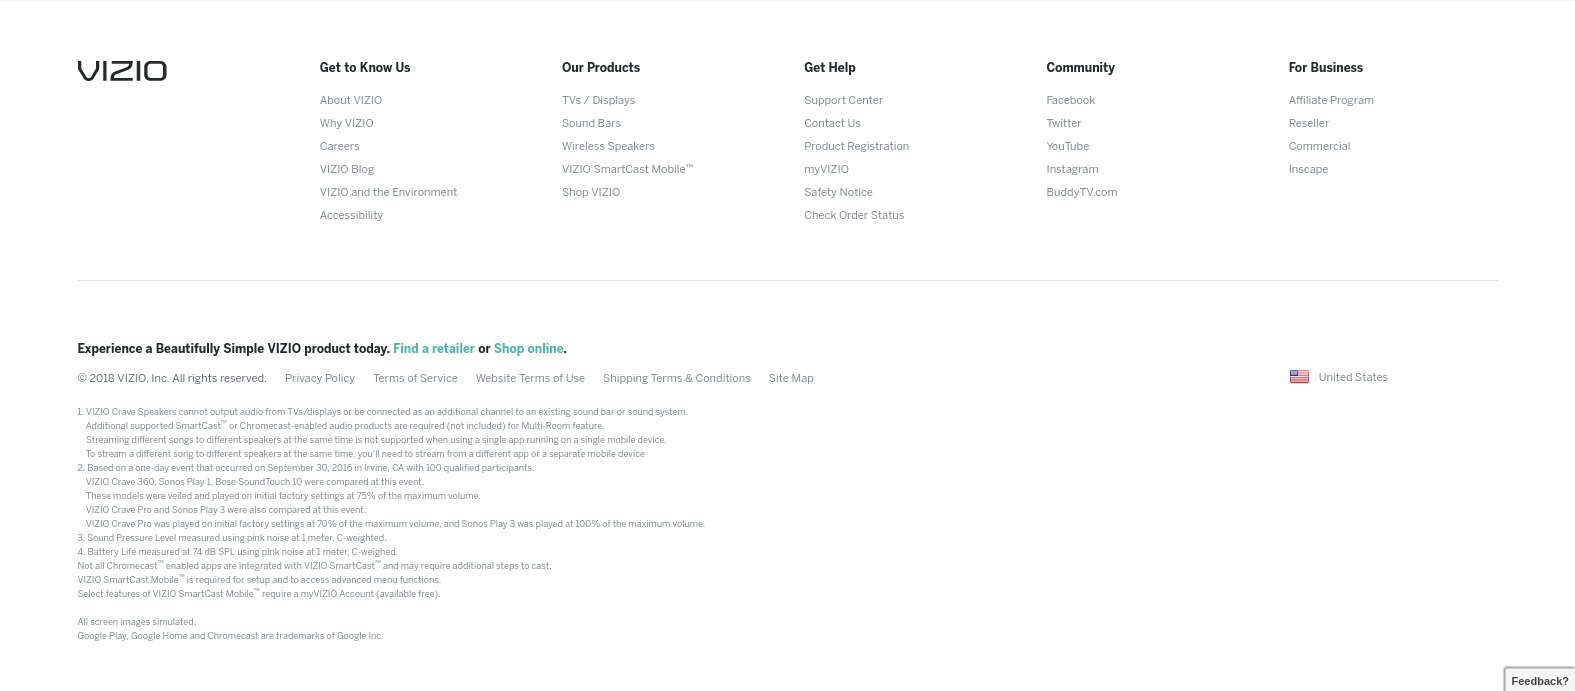 VIZIO
Get to Know Us
About VIZIO
Why VIZIO
Careers
VIZIO Blog
VIZIO and the Environment
Accessibility
Our Products
TVs / Displays
Sound Bars
Wireless Speakers
VIZIO SmartCast Mobile™
Shop VIZIO
Get Help
Support Center
Contact Us
Product Registration
myVIZIO
Safety Notice
Check Order Status
Community
Facebook
Twitter
YouTube
Instagram
BuddyTV.com
For Business
Affiliate Program
Reseller
Commercial
Inscape
Experience a Beautifully Simple VIZIO product today. Find a retailer or Shop online.
© 2018 VIZIO, Inc. All rights reserved. Privacy Policy Terms of Service Website Terms of Use Shipping Terms & Conditions Site Map
United States
1. VIZIO Crave Speakers cannot output audio from TVs/displays or be connected as an additional channel to an existing sound bar or sound system.
Additional supported SmartCast™ or Chromecast-enabled audio products are required (not included) for Multi-Room feature.
Streaming different songs to different speakers at the same time is not supported when using a single app running on a single mobile device.
To stream a different song to different speakers at the same time, you'll need to stream from a different app or a separate mobile device
2. Based on a one-day event that occurred on September 30, 2016 in Irvine, CA with 100 qualified participants.
VIZIO Crave 360, Sonos Play 1, Bose SoundTouch 10 were compared at this event.
These models were veiled and played on initial factory settings at 75% of the maximum volume.
VIZIO Crave Pro and Sonos Play 3 were also compared at this event.
VIZIO Crave Pro was played on initial factory settings at 70% of the maximum volume, and Sonos Play 3 was played at 100% of the maximum volume.
3. Sound Pressure Level measured using pink noise at 1 meter, C-weighted.
4. Battery Life measured at 74 dB SPL using pink noise at 1 meter, C-weighed.
Not all Chromecast™ enabled apps are integrated with VIZIO SmartCast™ and may require additional steps to cast.
VIZIO SmartCast Mobile™ is required for setup and to access advanced menu functions.
Select features of VIZIO SmartCast Mobile™ require a myVIZIO Account (available free).
All screen images simulated.
Google Play, Google Home and Chromecast are trademarks of Google Inc.
Feedback?